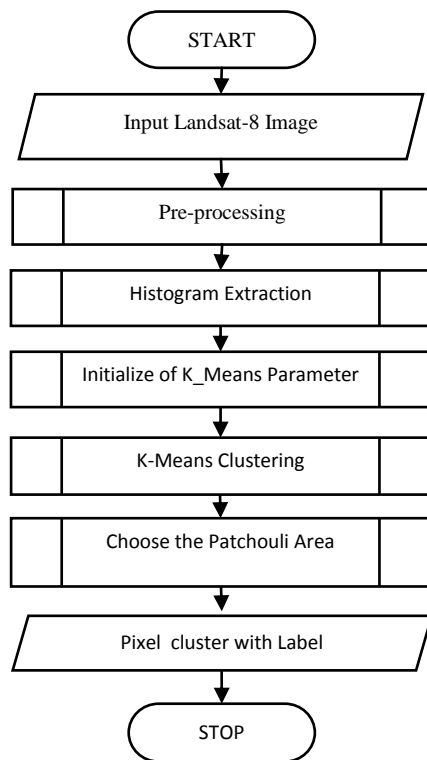 START
Input Landsat-8 Image
Pre-processing
Histogram Extraction
Initialize of K_Means Parameter
K-Means Clustering
Choose the Patchouli Area
Pixel cluster with Label
STOP